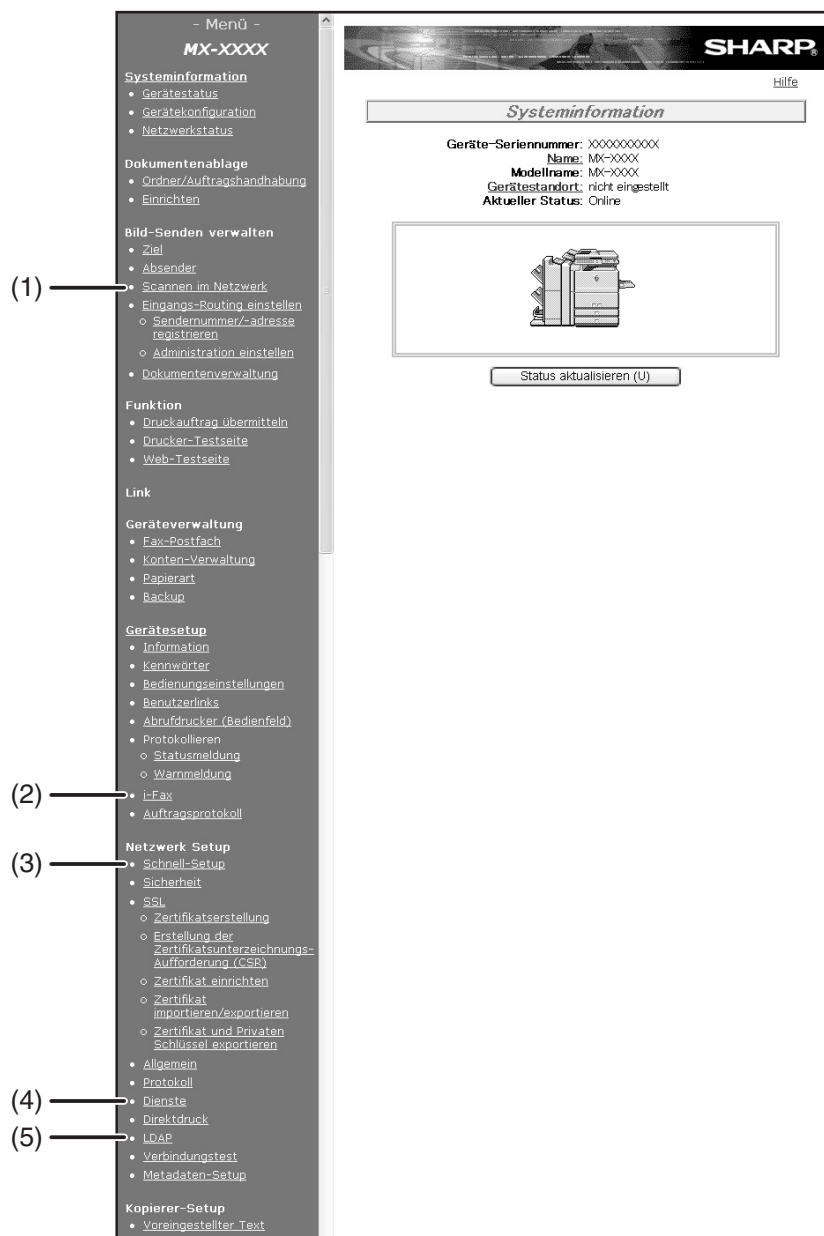 - Menü -
MX-XXXX
Systeminformation
• Gerätestatus
• Gerätekonfiguration
• Netzwerkstatus
Dokumentenablage
• Ordner/Auftragshandhabung
• Einrichten
Bild-Senden verwalten
• Ziel
• Absender
(1)
• Scannen im Netzwerk
• Eingangs-Routing einstellen
○ Sendernummer/-adresse
registrieren
○ Administration einstellen
• Dokumentenverwaltung
Funktion
• Druckauftrag übermitteln
• Drucker-Testseite
• Web-Testseite
Link
Geräteverwaltung
• Fax-Postfach
• Konten-Verwaltung
• Papierart
• Backup
Gerätesetup
• Information
• Kennwörter
• Bedienungseinstellungen
• Benutzerlinks
• Abrufdrucker (Bedienfeld)
• Protokollieren
○ Statusmeldung
○ Warnmeldung
(2)
• i-Fax
• Auftragsprotokoll
Netzwerk Setup
(3)
• Schnell-Setup
• Sicherheit
• SSL
○ Zertifikatserstellung
○ Erstellung der
Zertifikatsunterzeichnungs-
Aufforderung (CSR)
○ Zertifikat einrichten
○ Zertifikat
importieren/exportieren
○ Zertifikat und Privaten
Schlüssel exportieren
• Allgemein
• Protokoll
(4)
• Dienste
• Direktdruck
(5)
• LDAP
• Verbindungstest
• Metadaten-Setup
Kopierer-Setup
• Voreingestellter Text
SHARP®
Hilfe
Systeminformation
Geräte-Seriennummer: XXXXXXXXXX
Name: MX-XXXX
Modellname: MX-XXXX
Gerätestandort: nicht eingestellt
Aktueller Status: Online
Status aktualisieren (U)